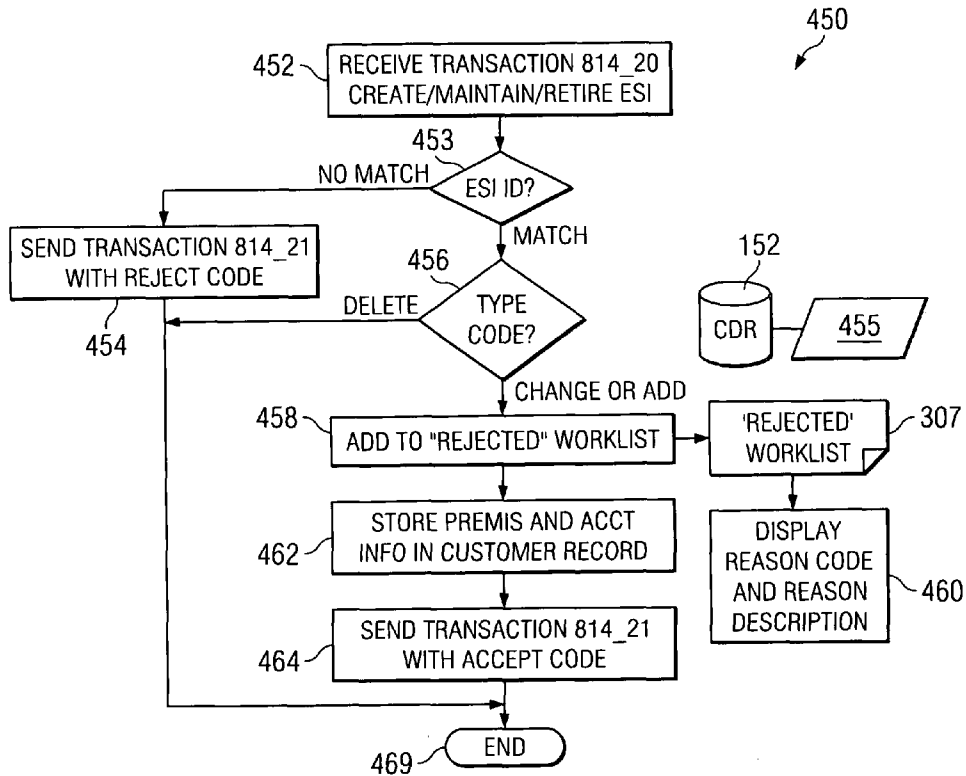 450
452
RECEIVE TRANSACTION 814_20
CREATE/MAINTAIN/RETIRE ESI
453
NO MATCH
ESI ID?
MATCH
SEND TRANSACTION 814_21
WITH REJECT CODE
454
456
DELETE
TYPE
CODE?
152
CDR
455
CHANGE OR ADD
458
ADD TO "REJECTED" WORKLIST
'REJECTED'
WORKLIST
307
462
STORE PREMIS AND ACCT
INFO IN CUSTOMER RECORD
DISPLAY
REASON CODE
AND REASON
DESCRIPTION
460
464
SEND TRANSACTION 814_21
WITH ACCEPT CODE
END
469